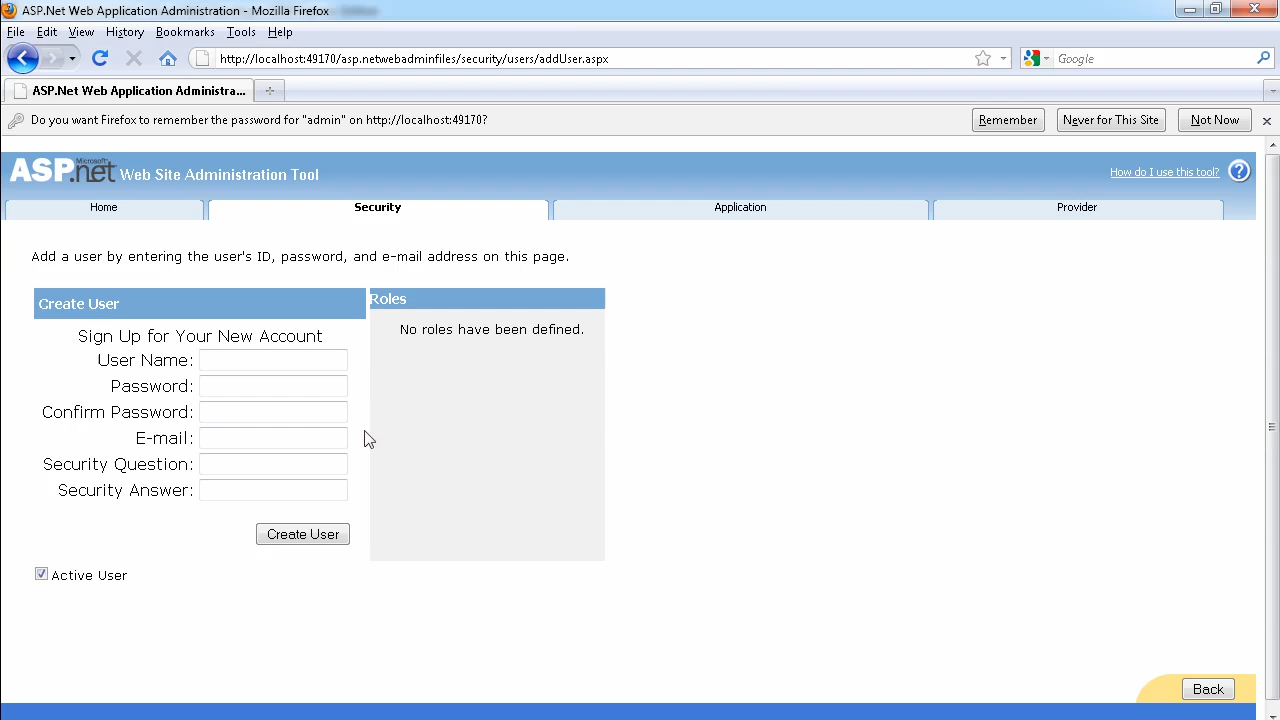 ASP.Net Web Application Administration - Mozilla Firefox
File Edit View History Bookmarks Tools Help
http://localhost:49170/asp.netwebadminfiles/security/users/addUser.aspx
Google
ASP.Net Web Application Administra...
Do you want Firefox to remember the password for "admin" on http://localhost:49170?
Remember Never for This Site Not Now
Microsoft
ASP.net Web Site Administration Tool
How do I use this tool? ?
Home Security Application Provider
Add a user by entering the user's ID, password, and e-mail address on this page.
Create User
Sign Up for Your New Account
User Name:
Password:
Confirm Password:
E-mail:
Security Question:
Security Answer:
Create User
Roles
No roles have been defined.
Active User
Back